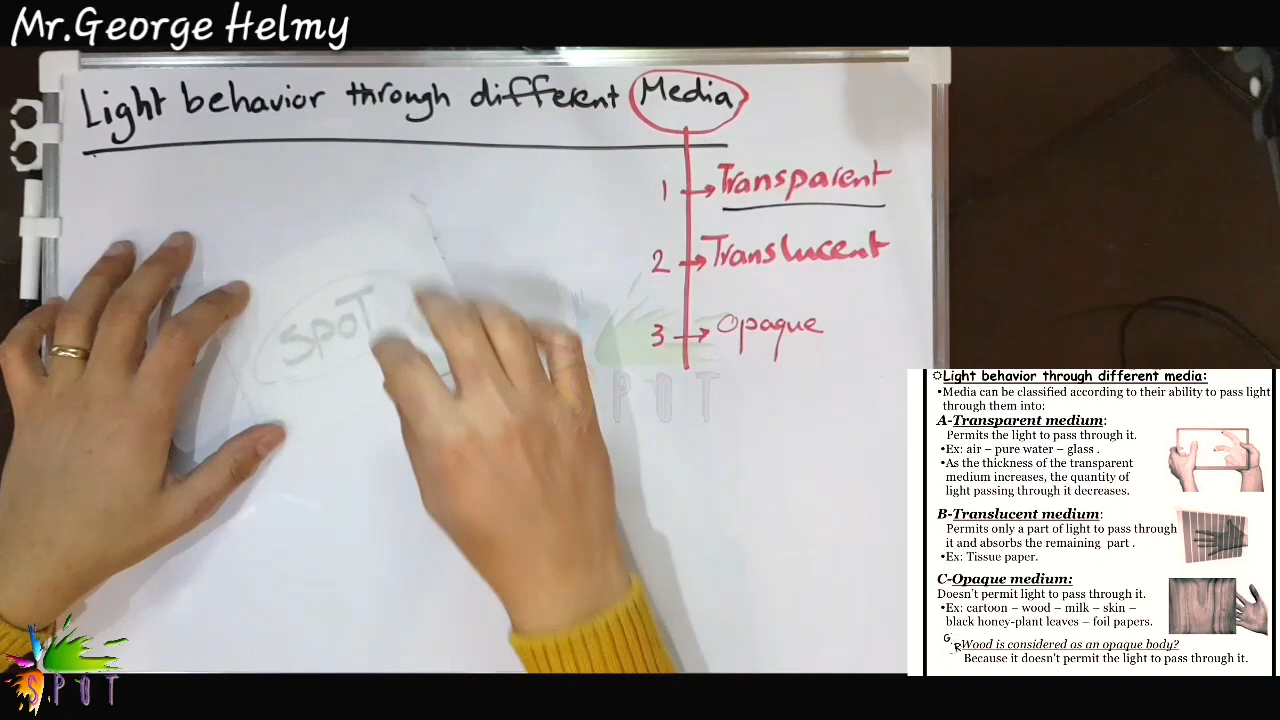 Mr.George Helmy
Light behavior through different Media
1 → Transparent
2 → Translucent
3 → Opaque
SPOT
SPOT
Light behavior through different media:
•Media can be classified according to their ability to pass light
through them into:
A-Transparent medium:
Permits the light to pass through it.
•Ex: air – pure water – glass .
•As the thickness of the transparent
medium increases, the quantity of
light passing through it decreases.
B-Translucent medium:
Permits only a part of light to pass through
it and absorbs the remaining part .
•Ex: Tissue paper.
C-Opaque medium:
Doesn't permit light to pass through it.
•Ex: cartoon – wood – milk – skin –
black honey-plant leaves – foil papers.
G.R Wood is considered as an opaque body?
Because it doesn't permit the light to pass through it.
SPOT